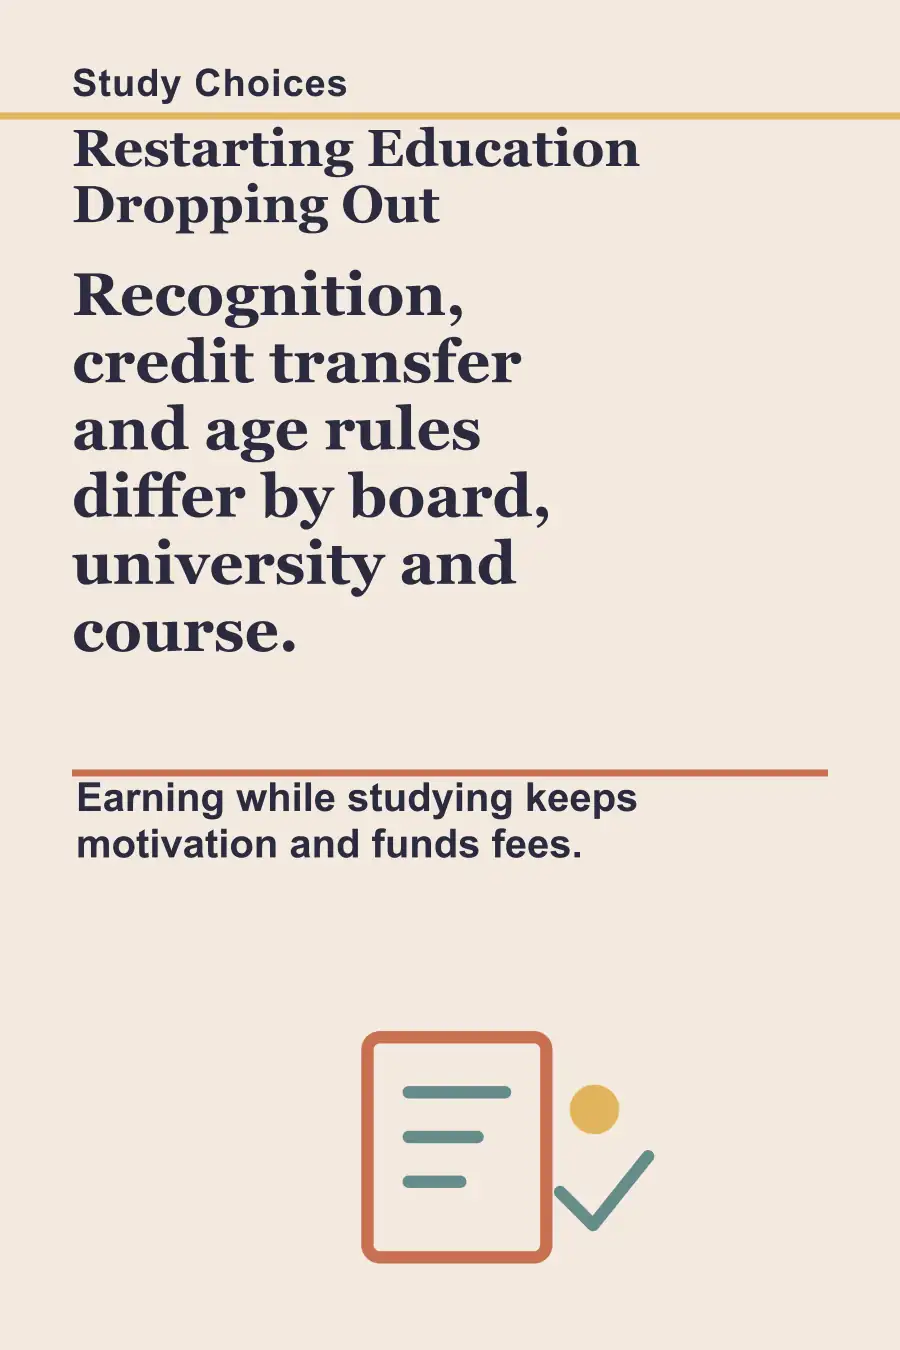 Study Choices
Restarting Education
Dropping Out
Recognition,
credit transfer
and age rules
differ by board,
university and
course.
Earning while studying keeps
motivation and funds fees.